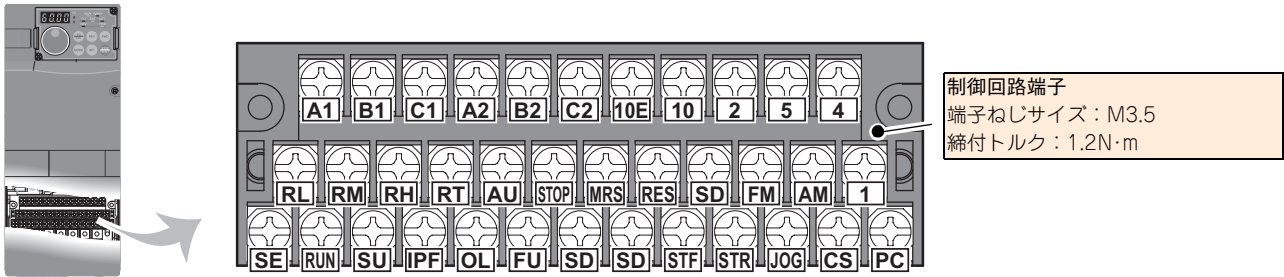 60.00
A1 B1 C1 A2 B2 C2 10E 10 2 5 4
RL RM RH RT AU STOP MRS RES SD FM AM 1
SE RUN SU IPF OL FU SD SD STF STR JOG CS PC
制御回路端子
端子ねじサイズ：M3.5
締付トルク：1.2N·m